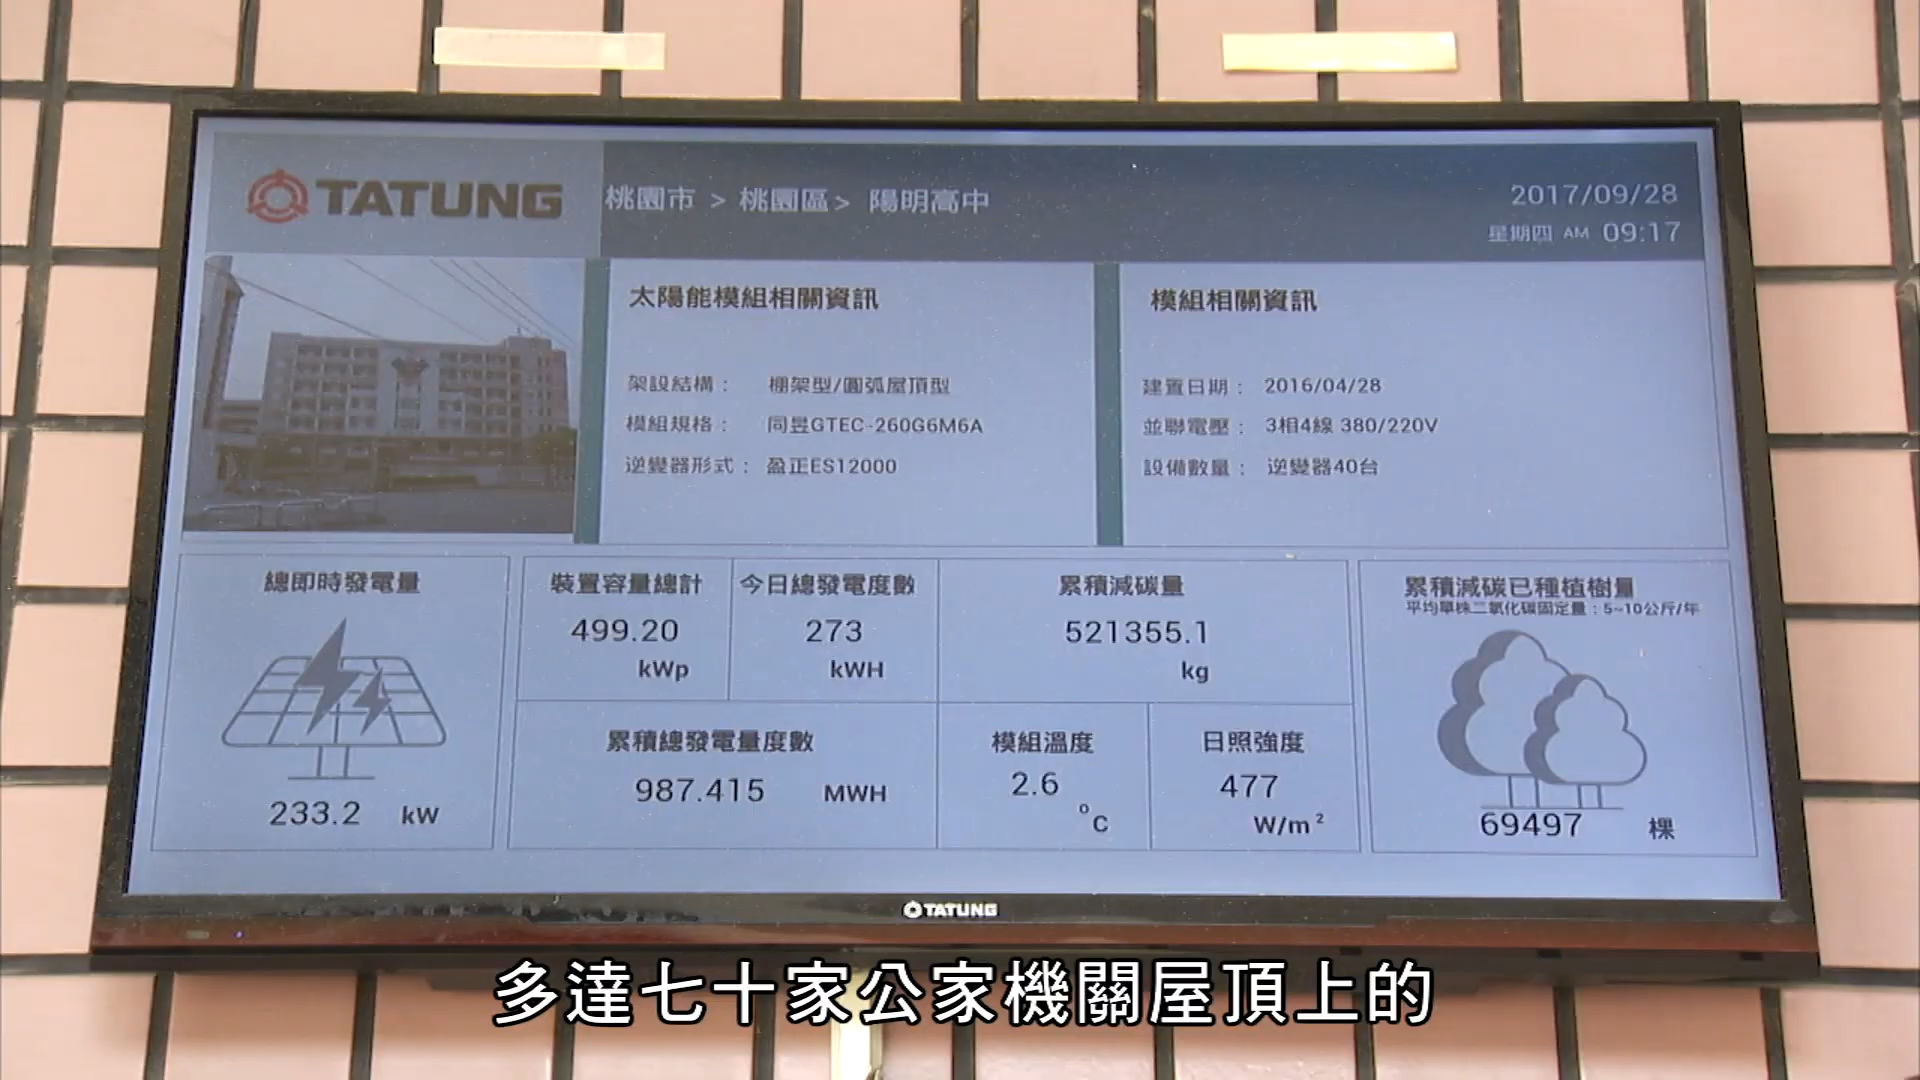 TATUNG
桃園市 > 桃園區> 陽明高中
2017/09/28
星期四 AM 09:17
太陽能模組相關資訊
架設結構： 棚架型/圓弧屋頂型
模組規格： 同昱GTEC-260G6M6A
逆變器形式： 盈正ES12000
模組相關資訊
建置日期： 2016/04/28
並聯電壓： 3相4線 380/220V
設備數量： 逆變器40台
總即時發電量
233.2 kW
裝置容量總計
499.20
kWp
今日總發電度數
273
kWH
累積減碳量
521355.1
kg
累積總發電量度數
987.415 MWH
模組溫度
2.6
°C
日照強度
477
W/m²
累積減碳已種植樹量
平均單株二氧化碳固定量：5~10公斤/年
69497 棵
TATUNG
多達七十家公家機關屋頂上的